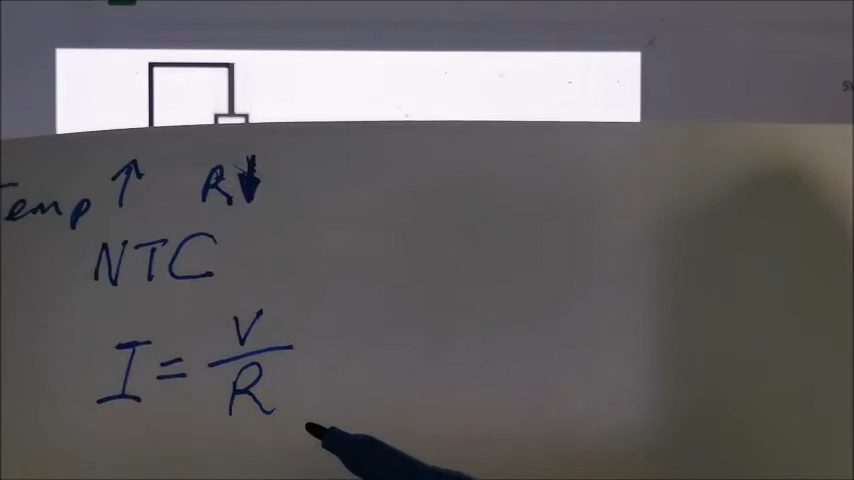 Temp ↑ R ↓
NTC
I = V/R